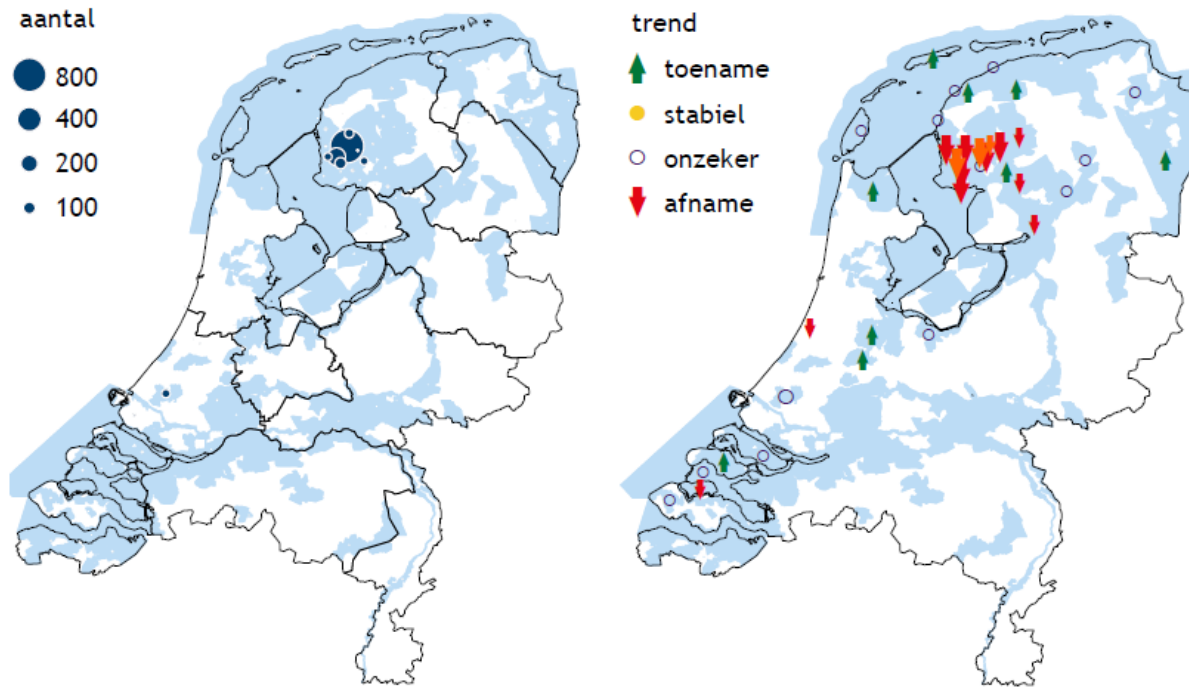 aantal
800
400
200
100
trend
toename
stabiel
onzeker
afname